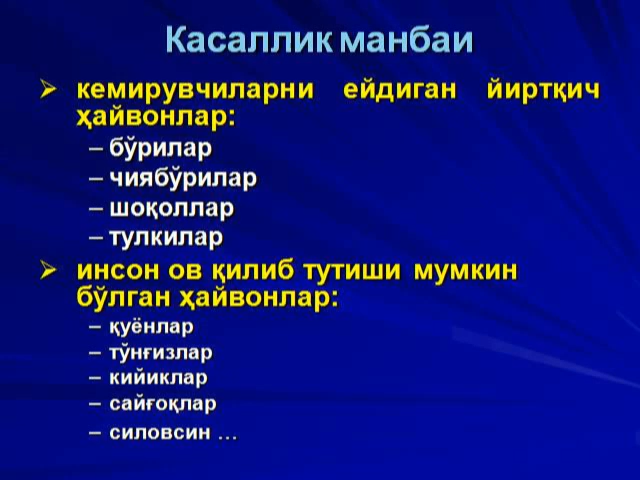 Касаллик манбаи
➢ кемирувчиларни ейдиган йиртқич
ҳайвонлар:
– бўрилар
– чиябўрилар
– шоқоллар
– тулкилар
➢ инсон ов қилиб тутиши мумкин
бўлган ҳайвонлар:
– қуёнлар
– тўнғизлар
– кийиклар
– сайғоқлар
– силовсин …